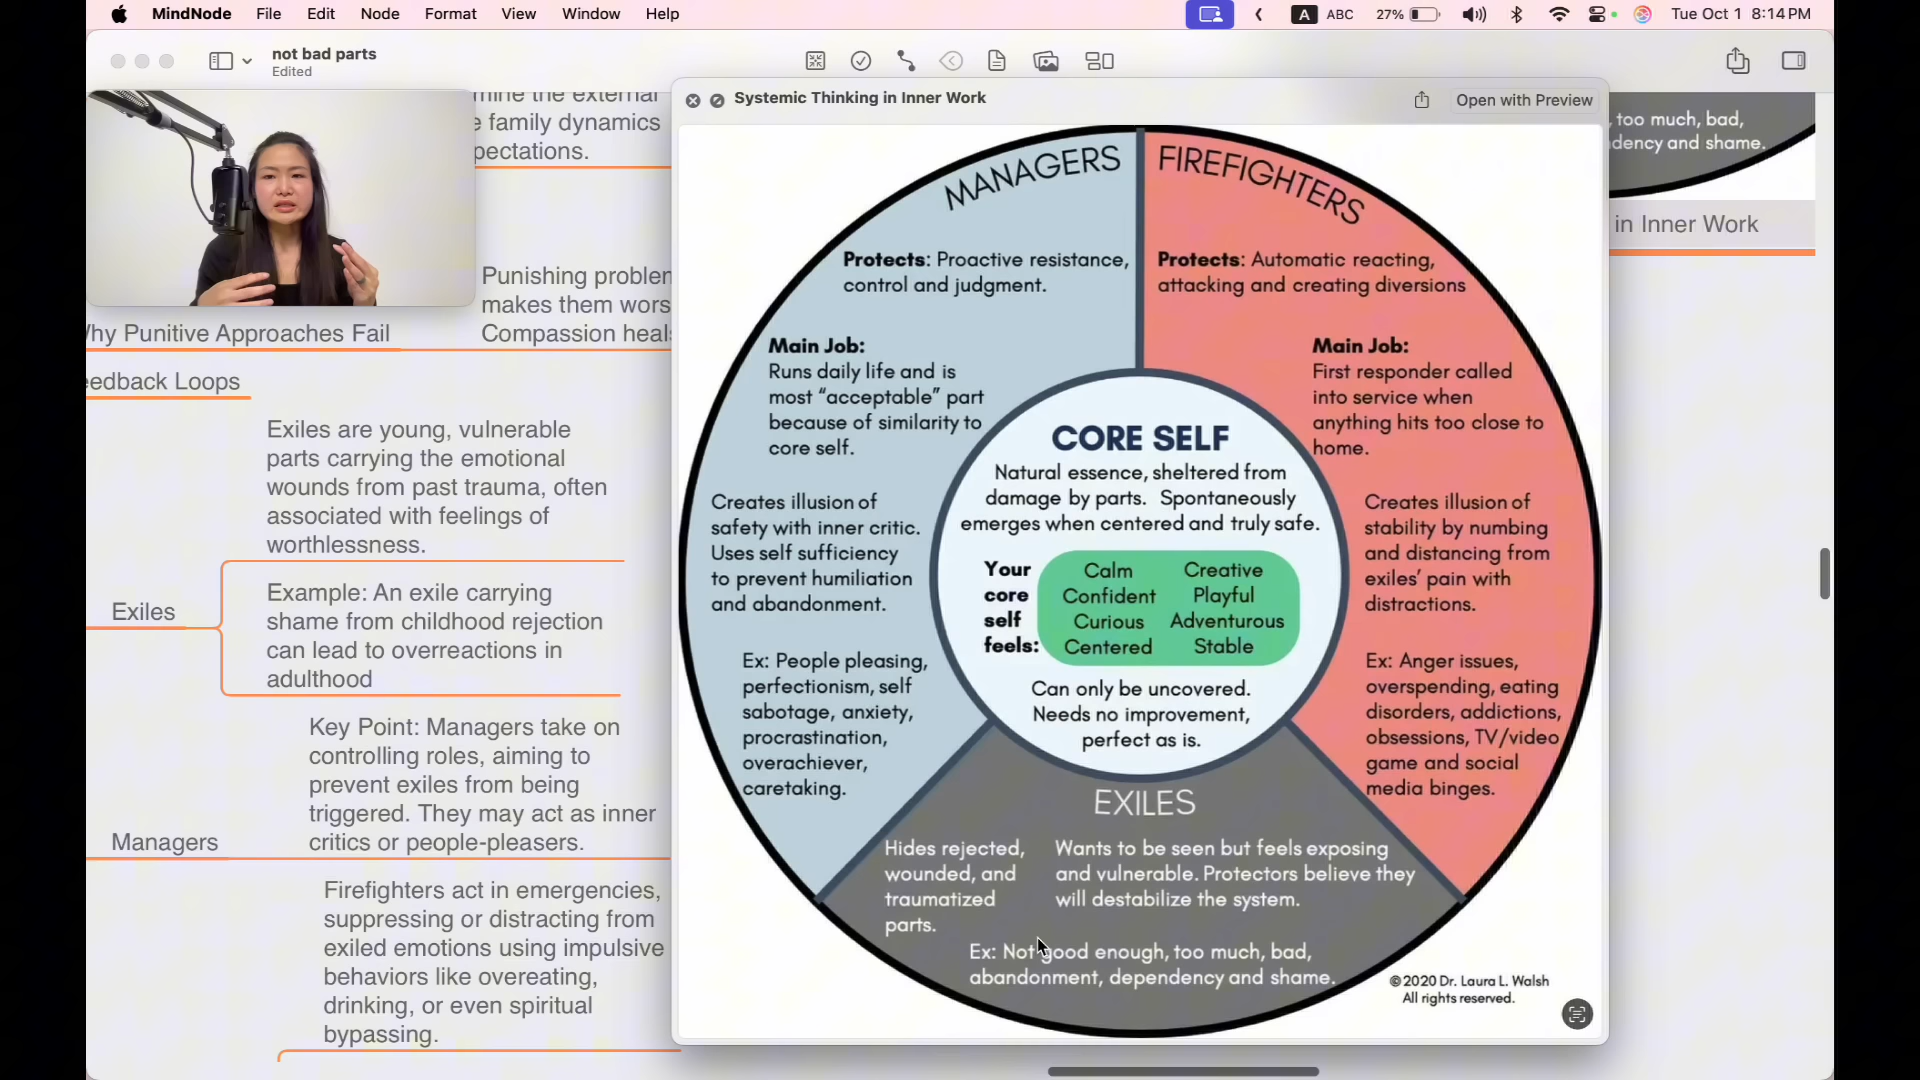 MindNode File Edit Node Format View Window Help
A ABC 27% Tue Oct 1 8:14 PM
not bad parts
Edited
Systemic Thinking in Inner Work
Open with Preview
e family dynamics
pectations.
Punishing problem
makes them wors
Compassion heals
Why Punitive Approaches Fail
eedback Loops
Exiles are young, vulnerable
parts carrying the emotional
wounds from past trauma, often
associated with feelings of
worthlessness.
Exiles
Example: An exile carrying
shame from childhood rejection
can lead to overreactions in
adulthood
Key Point: Managers take on
controlling roles, aiming to
prevent exiles from being
triggered. They may act as inner
critics or people-pleasers.
Managers
Firefighters act in emergencies,
suppressing or distracting from
exiled emotions using impulsive
behaviors like overeating,
drinking, or even spiritual
bypassing.
MANAGERS
Protects: Proactive resistance,
control and judgment.
Main Job:
Runs daily life and is
most “acceptable” part
because of similarity to
core self.
Creates illusion of
safety with inner critic.
Uses self sufficiency
to prevent humiliation
and abandonment.
Ex: People pleasing,
perfectionism, self
sabotage, anxiety,
procrastination,
overachiever,
caretaking.
FIREFIGHTERS
Protects: Automatic reacting,
attacking and creating diversions
Main Job:
First responder called
into service when
anything hits too close to
home.
Creates illusion of
stability by numbing
and distancing from
exiles’ pain with
distractions.
Ex: Anger issues,
overspending, eating
disorders, addictions,
obsessions, TV/video
game and social
media binges.
CORE SELF
Natural essence, sheltered from
damage by parts. Spontaneously
emerges when centered and truly safe.
Your
core
self
feels:
Calm Creative
Confident Playful
Curious Adventurous
Centered Stable
Can only be uncovered.
Needs no improvement,
perfect as is.
EXILES
Hides rejected,
wounded, and
traumatized
parts.
Wants to be seen but feels exposing
and vulnerable. Protectors believe they
will destabilize the system.
Ex: Not good enough, too much, bad,
abandonment, dependency and shame.
©2020 Dr. Laura L. Walsh
All rights reserved.
, too much, bad,
dency and shame.
in Inner Work